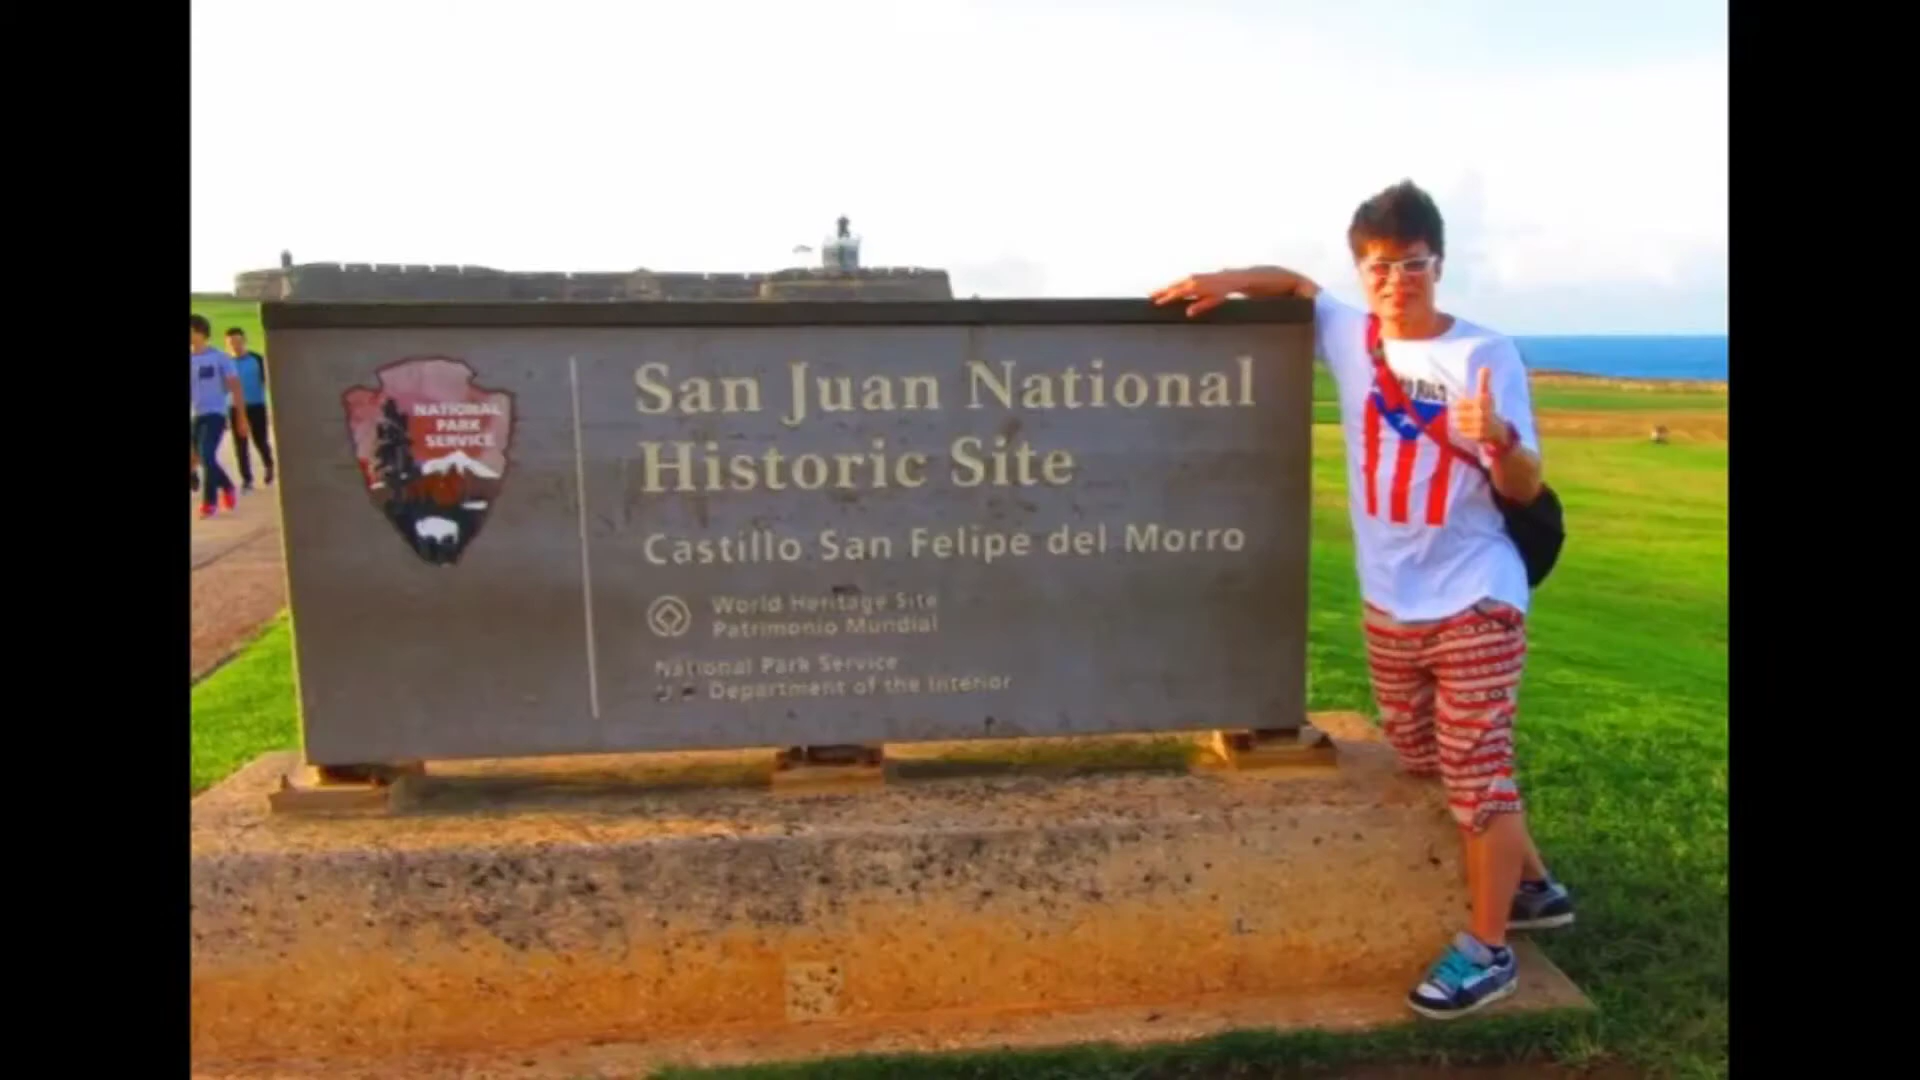 NATIONAL
PARK
SERVICE
San Juan National
Historic Site
Castillo San Felipe del Morro
World Heritage Site
Patrimonio Mundial
National Park Service
Department of the Interior